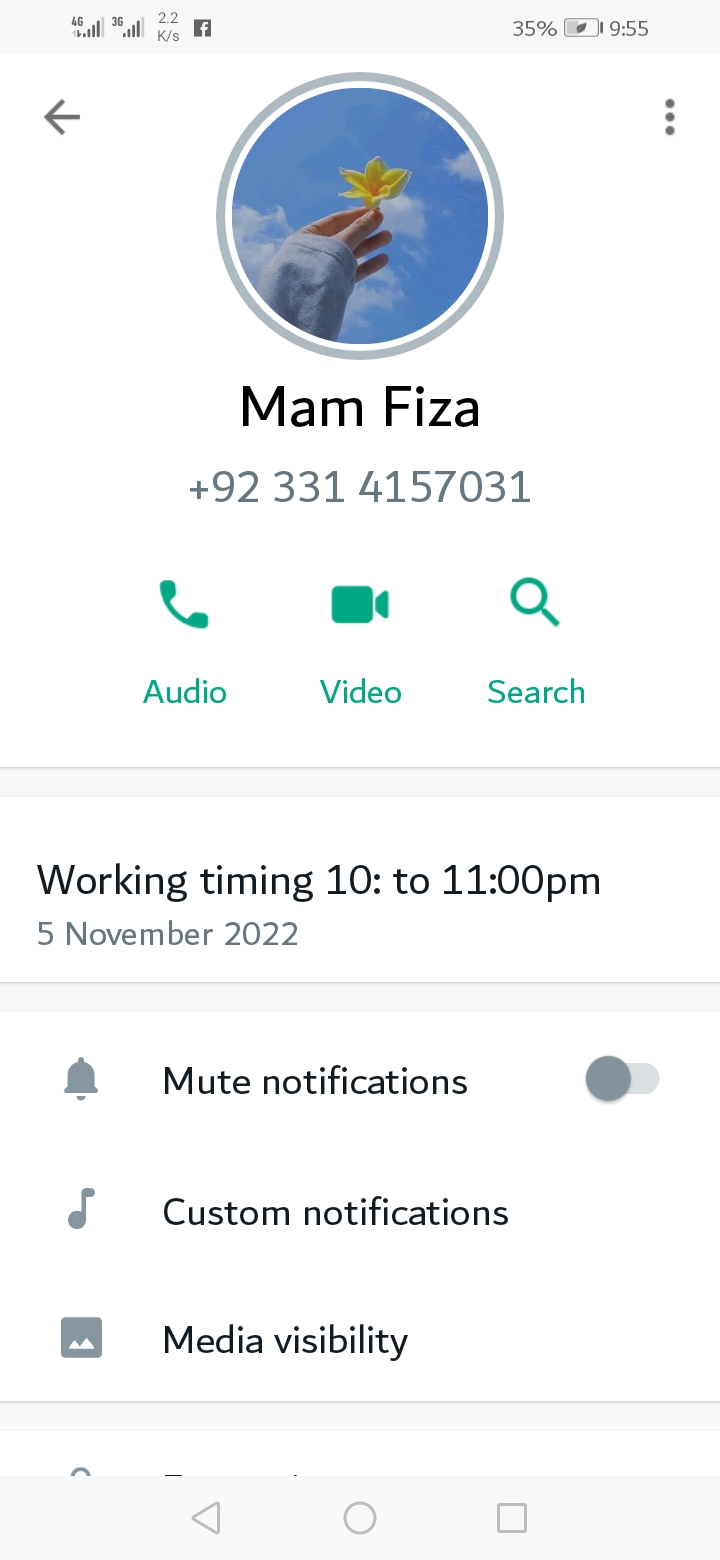 4G 3G 2.2 K/s 35% 9:55
Mam Fiza
+92 331 4157031
Audio Video Search
Working timing 10: to 11:00pm
5 November 2022
Mute notifications
Custom notifications
Media visibility